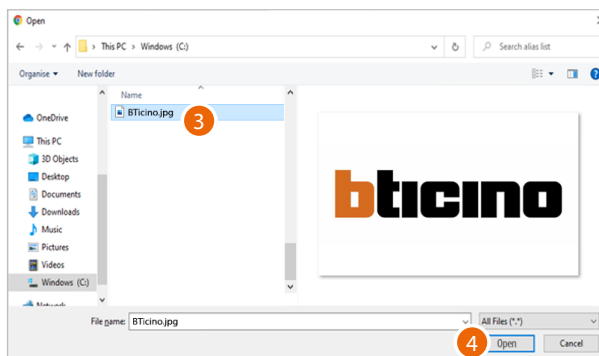 Open
This PC > Windows (C:)
Search alias list
Organise
New folder
Name
BTicino.jpg
3
OneDrive
This PC
3D Objects
Desktop
Documents
Downloads
Music
Pictures
Videos
Windows (C:)
Network
bticino
File name: BTicino.jpg
All Files (*.*)
4
Open
Cancel